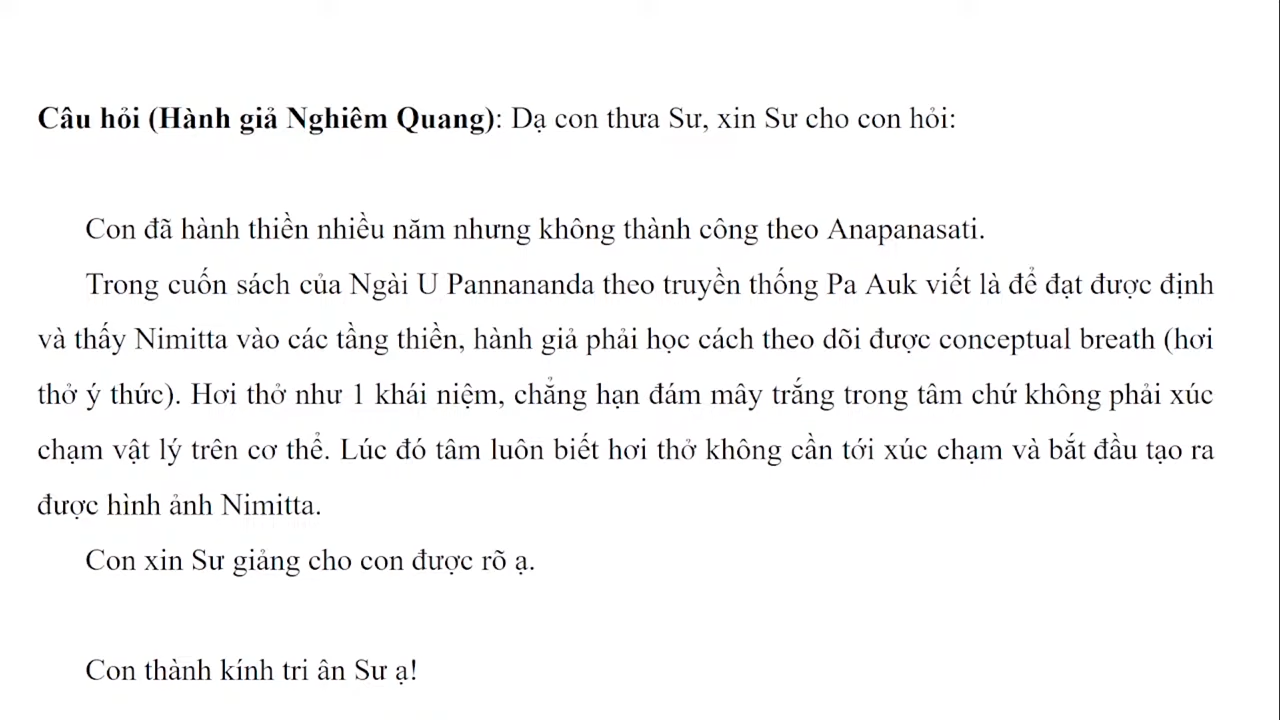 Câu hỏi (Hành giả Nghiêm Quang): Dạ con thưa Sư, xin Sư cho con hỏi:
Con đã hành thiền nhiều năm nhưng không thành công theo Anapanasati.
Trong cuốn sách của Ngài U Pannananda theo truyền thống Pa Auk viết là để đạt được định
và thấy Nimitta vào các tầng thiền, hành giả phải học cách theo dõi được conceptual breath (hơi
thở ý thức). Hơi thở như 1 khái niệm, chẳng hạn đám mây trắng trong tâm chứ không phải xúc
chạm vật lý trên cơ thể. Lúc đó tâm luôn biết hơi thở không cần tới xúc chạm và bắt đầu tạo ra
được hình ảnh Nimitta.
Con xin Sư giảng cho con được rõ ạ.
Con thành kính tri ân Sư ạ!